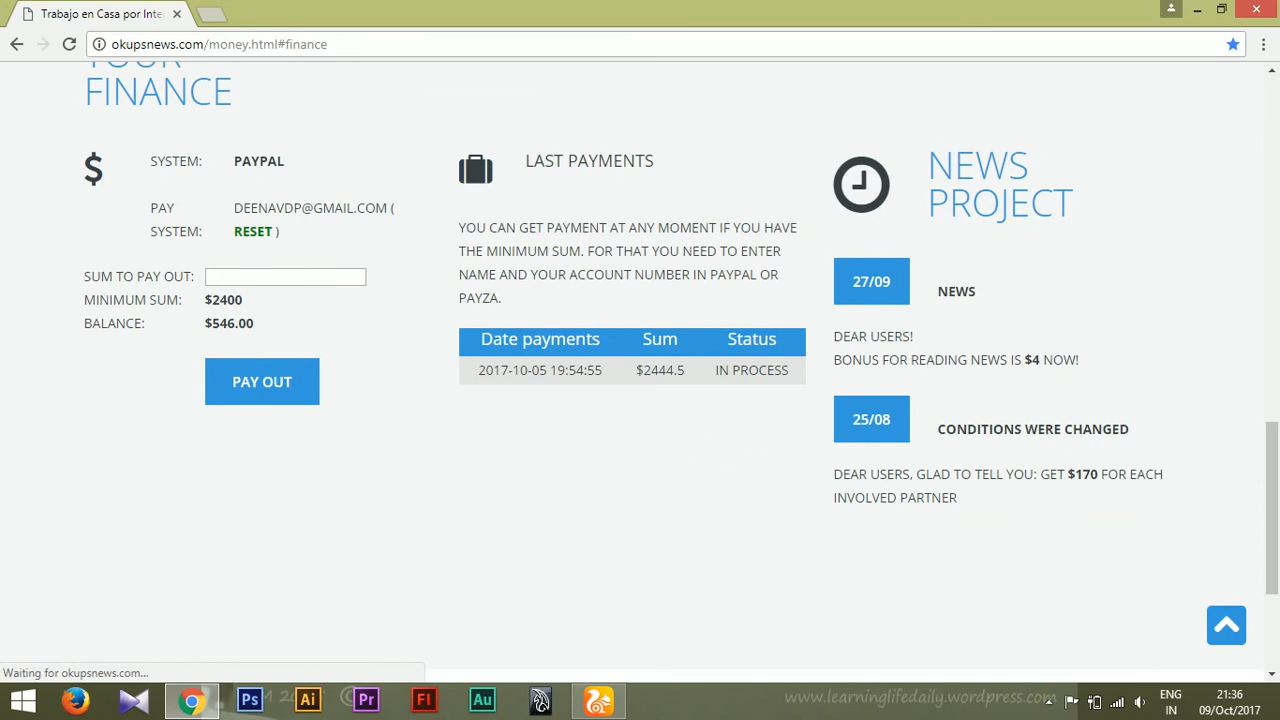 Trabajo en Casa por Inte
okupsnews.com/money.html#finance
YOUR
FINANCE
$
SYSTEM: PAYPAL
PAY SYSTEM: DEENAVDP@GMAIL.COM (
RESET )
SUM TO PAY OUT:
MINIMUM SUM: $2400
BALANCE: $546.00
PAY OUT
LAST PAYMENTS
YOU CAN GET PAYMENT AT ANY MOMENT IF YOU HAVE
THE MINIMUM SUM. FOR THAT YOU NEED TO ENTER
NAME AND YOUR ACCOUNT NUMBER IN PAYPAL OR
PAYZA.
Date payments Sum Status
2017-10-05 19:54:55 $2444.5 IN PROCESS
NEWS
PROJECT
27/09 NEWS
DEAR USERS!
BONUS FOR READING NEWS IS $4 NOW!
25/08 CONDITIONS WERE CHANGED
DEAR USERS, GLAD TO TELL YOU: GET $170 FOR EACH
INVOLVED PARTNER
Waiting for okupsnews.com...
Ps Ai Pr Fl Au
www.learninglifedaily.wordpress.com
ENG
IN
21:36
09/Oct/2017